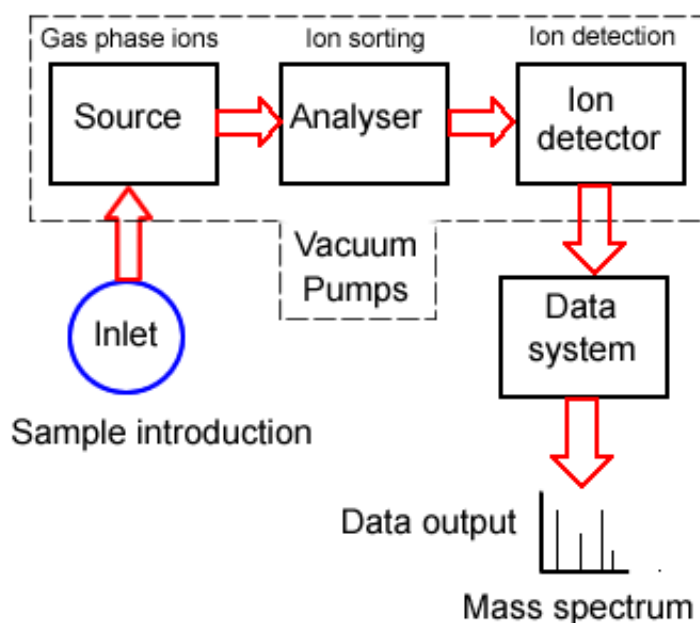 Gas phase ions
Ion sorting
Ion detection
Source
Analyser
Ion
detector
Vacuum
Pumps
Inlet
Data
system
Sample introduction
Data output
Mass spectrum